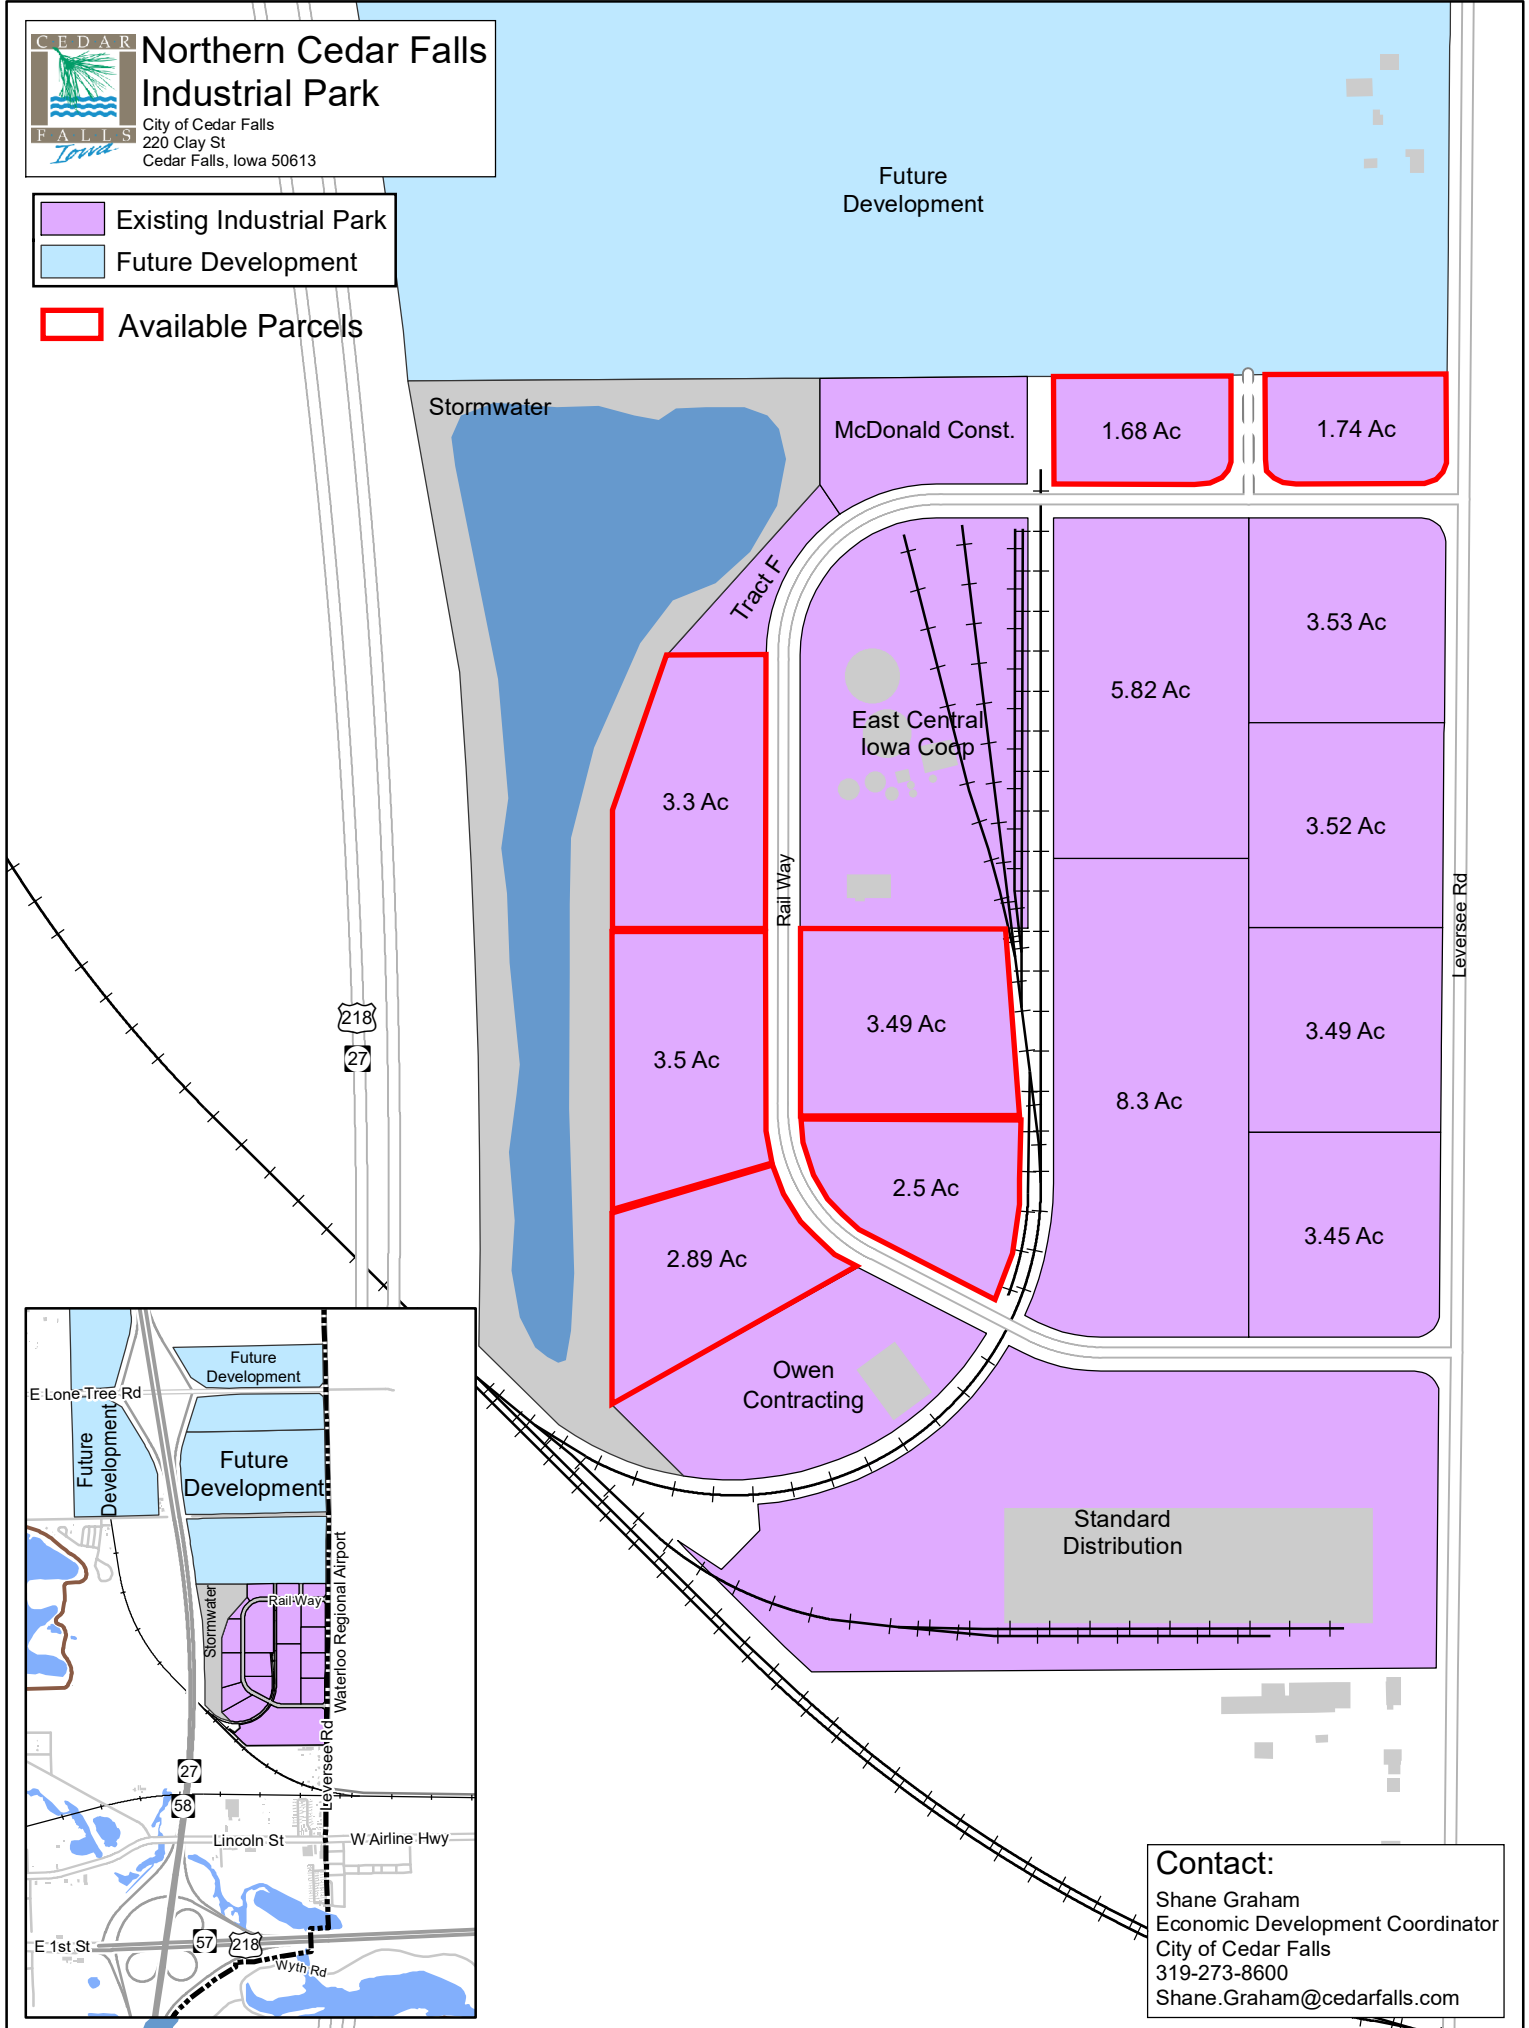 CEDAR
FALLS
Iowa
Northern Cedar Falls
Industrial Park
City of Cedar Falls
220 Clay St
Cedar Falls, Iowa 50613
Existing Industrial Park
Future Development
Available Parcels
Future
Development
Stormwater
McDonald Const.
1.68 Ac
1.74 Ac
Tract F
3.53 Ac
5.82 Ac
East Central
Iowa Coop
3.3 Ac
3.52 Ac
Rail Way
Leversee Rd
218
27
3.49 Ac
3.5 Ac
3.49 Ac
8.3 Ac
2.5 Ac
2.89 Ac
3.45 Ac
Owen
Contracting
Standard
Distribution
Future
Development
E Lone Tree Rd
Future
Development
Future
Development
Stormwater
Rail Way
Waterloo Regional Airport
Leversee Rd
27
58
Lincoln St
W Airline Hwy
E 1st St
57
218
Wyth Rd
Contact:
Shane Graham
Economic Development Coordinator
City of Cedar Falls
319-273-8600
Shane.Graham@cedarfalls.com